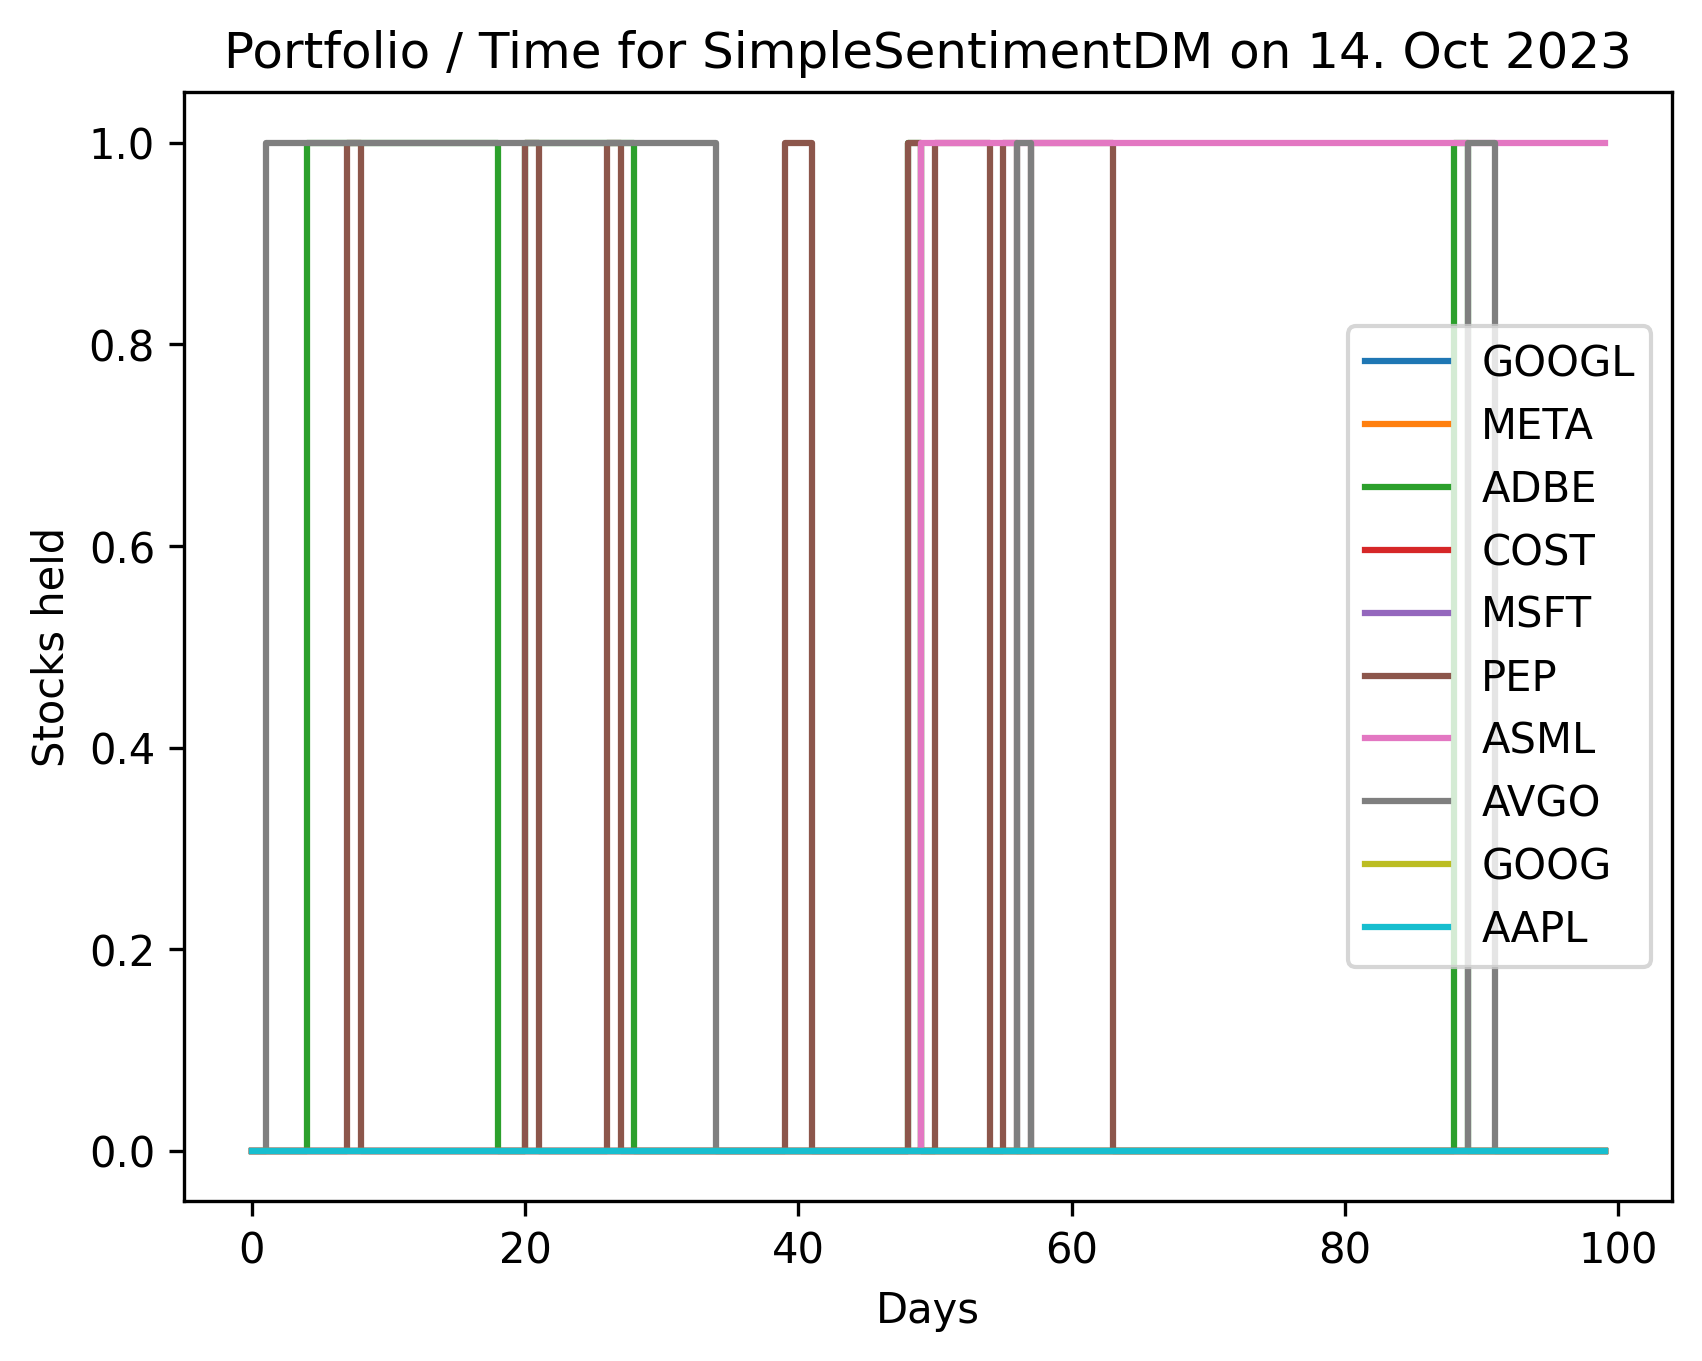 Portfolio / Time for SimpleSentimentDM on 14. Oct 2023
Stocks held
1.0
0.8
0.6
0.4
0.2
0.0
GOOGL
META
ADBE
COST
MSFT
PEP
ASML
AVGO
GOOG
AAPL
0 20 40 60 80 100
Days